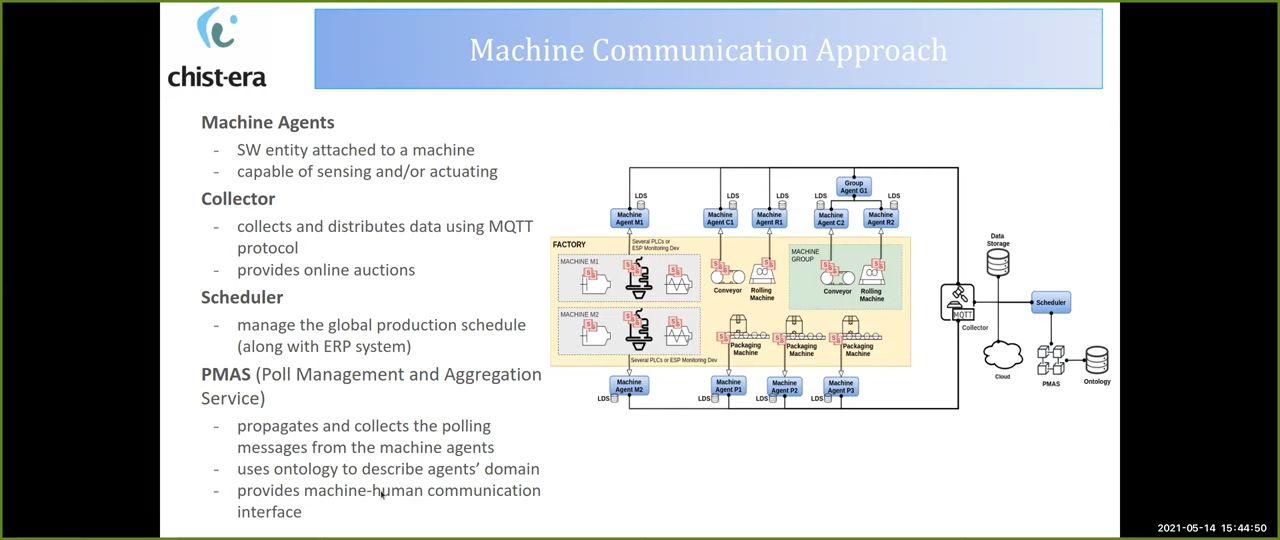 chist-era
Machine Communication Approach
Machine Agents
- SW entity attached to a machine
- capable of sensing and/or actuating
Collector
- collects and distributes data using MQTT
protocol
- provides online auctions
Scheduler
- manage the global production schedule
(along with ERP system)
PMAS (Poll Management and Aggregation
Service)
- propagates and collects the polling
messages from the machine agents
- uses ontology to describe agents' domain
- provides machine-human communication
interface
Group
Agent G1
LDS
LDS
LDS
LDS
LDS
Machine
Agent M1
Machine
Agent C1
Machine
Agent R1
Machine
Agent C2
Machine
Agent R2
FACTORY
Several PLCs or
ESP Monitoring Dev
MACHINE M1
Conveyor
Rolling
Machine
MACHINE
GROUP
Conveyor
Rolling
Machine
MACHINE M2
Packaging
Machine
Packaging
Machine
Packaging
Machine
Several PLCs or ESP Monitoring Dev
Machine
Agent M2
Machine
Agent P1
Machine
Agent P2
Machine
Agent P3
LDS
LDS
LDS
LDS
Data
Storage
MQTT
Collector
Scheduler
Cloud
PMAS
Ontology
2021-05-14 15:44:50